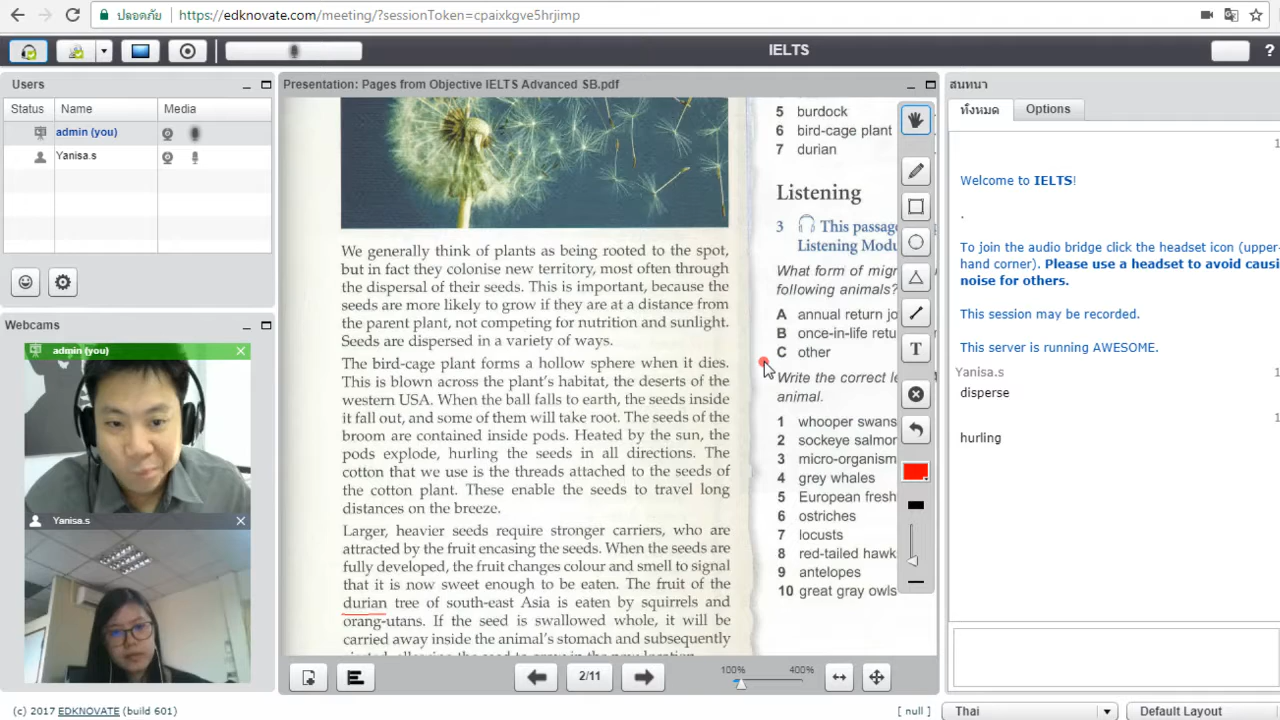 ปลอดภัย
https://edknovate.com/meeting/?sessionToken=cpaixkgve5hrjimp
IELTS
?
Users
Status Name Media
admin (you)
Yanisa.s
Webcams
admin (you)
Yanisa.s
Presentation: Pages from Objective IELTS Advanced SB.pdf
We generally think of plants as being rooted to the spot,
but in fact they colonise new territory, most often through
the dispersal of their seeds. This is important, because the
seeds are more likely to grow if they are at a distance from
the parent plant, not competing for nutrition and sunlight.
Seeds are dispersed in a variety of ways.
The bird-cage plant forms a hollow sphere when it dies.
This is blown across the plant's habitat, the deserts of the
western USA. When the ball falls to earth, the seeds inside
it fall out, and some of them will take root. The seeds of the
broom are contained inside pods. Heated by the sun, the
pods explode, hurling the seeds in all directions. The
cotton that we use is the threads attached to the seeds of
the cotton plant. These enable the seeds to travel long
distances on the breeze.
Larger, heavier seeds require stronger carriers, who are
attracted by the fruit encasing the seeds. When the seeds are
fully developed, the fruit changes colour and smell to signal
that it is now sweet enough to be eaten. The fruit of the
durian tree of south-east Asia is eaten by squirrels and
orang-utans. If the seed is swallowed whole, it will be
carried away inside the animal's stomach and subsequently
5 burdock
6 bird-cage plant
7 durian
Listening
3 This passa
Listening Modu
What form of migr
following animals?
A annual return jo
B once-in-life retu
C other
Write the correct le
animal.
1 whooper swans
2 sockeye salmor
3 micro-organism
4 grey whales
5 European fresh
6 ostriches
7 locusts
8 red-tailed hawk
9 antelopes
10 great gray owls
T
2/11
100% 400%
สนทนา
ทั้งหมด Options
1
Welcome to IELTS!
.
To join the audio bridge click the headset icon (upper-
hand corner). Please use a headset to avoid causi
noise for others.
This session may be recorded.
This server is running AWESOME.
Yanisa.s 1
disperse
1
hurling
(c) 2017 EDKNOVATE (build 601)
[ null ]
Thai
Default Layout